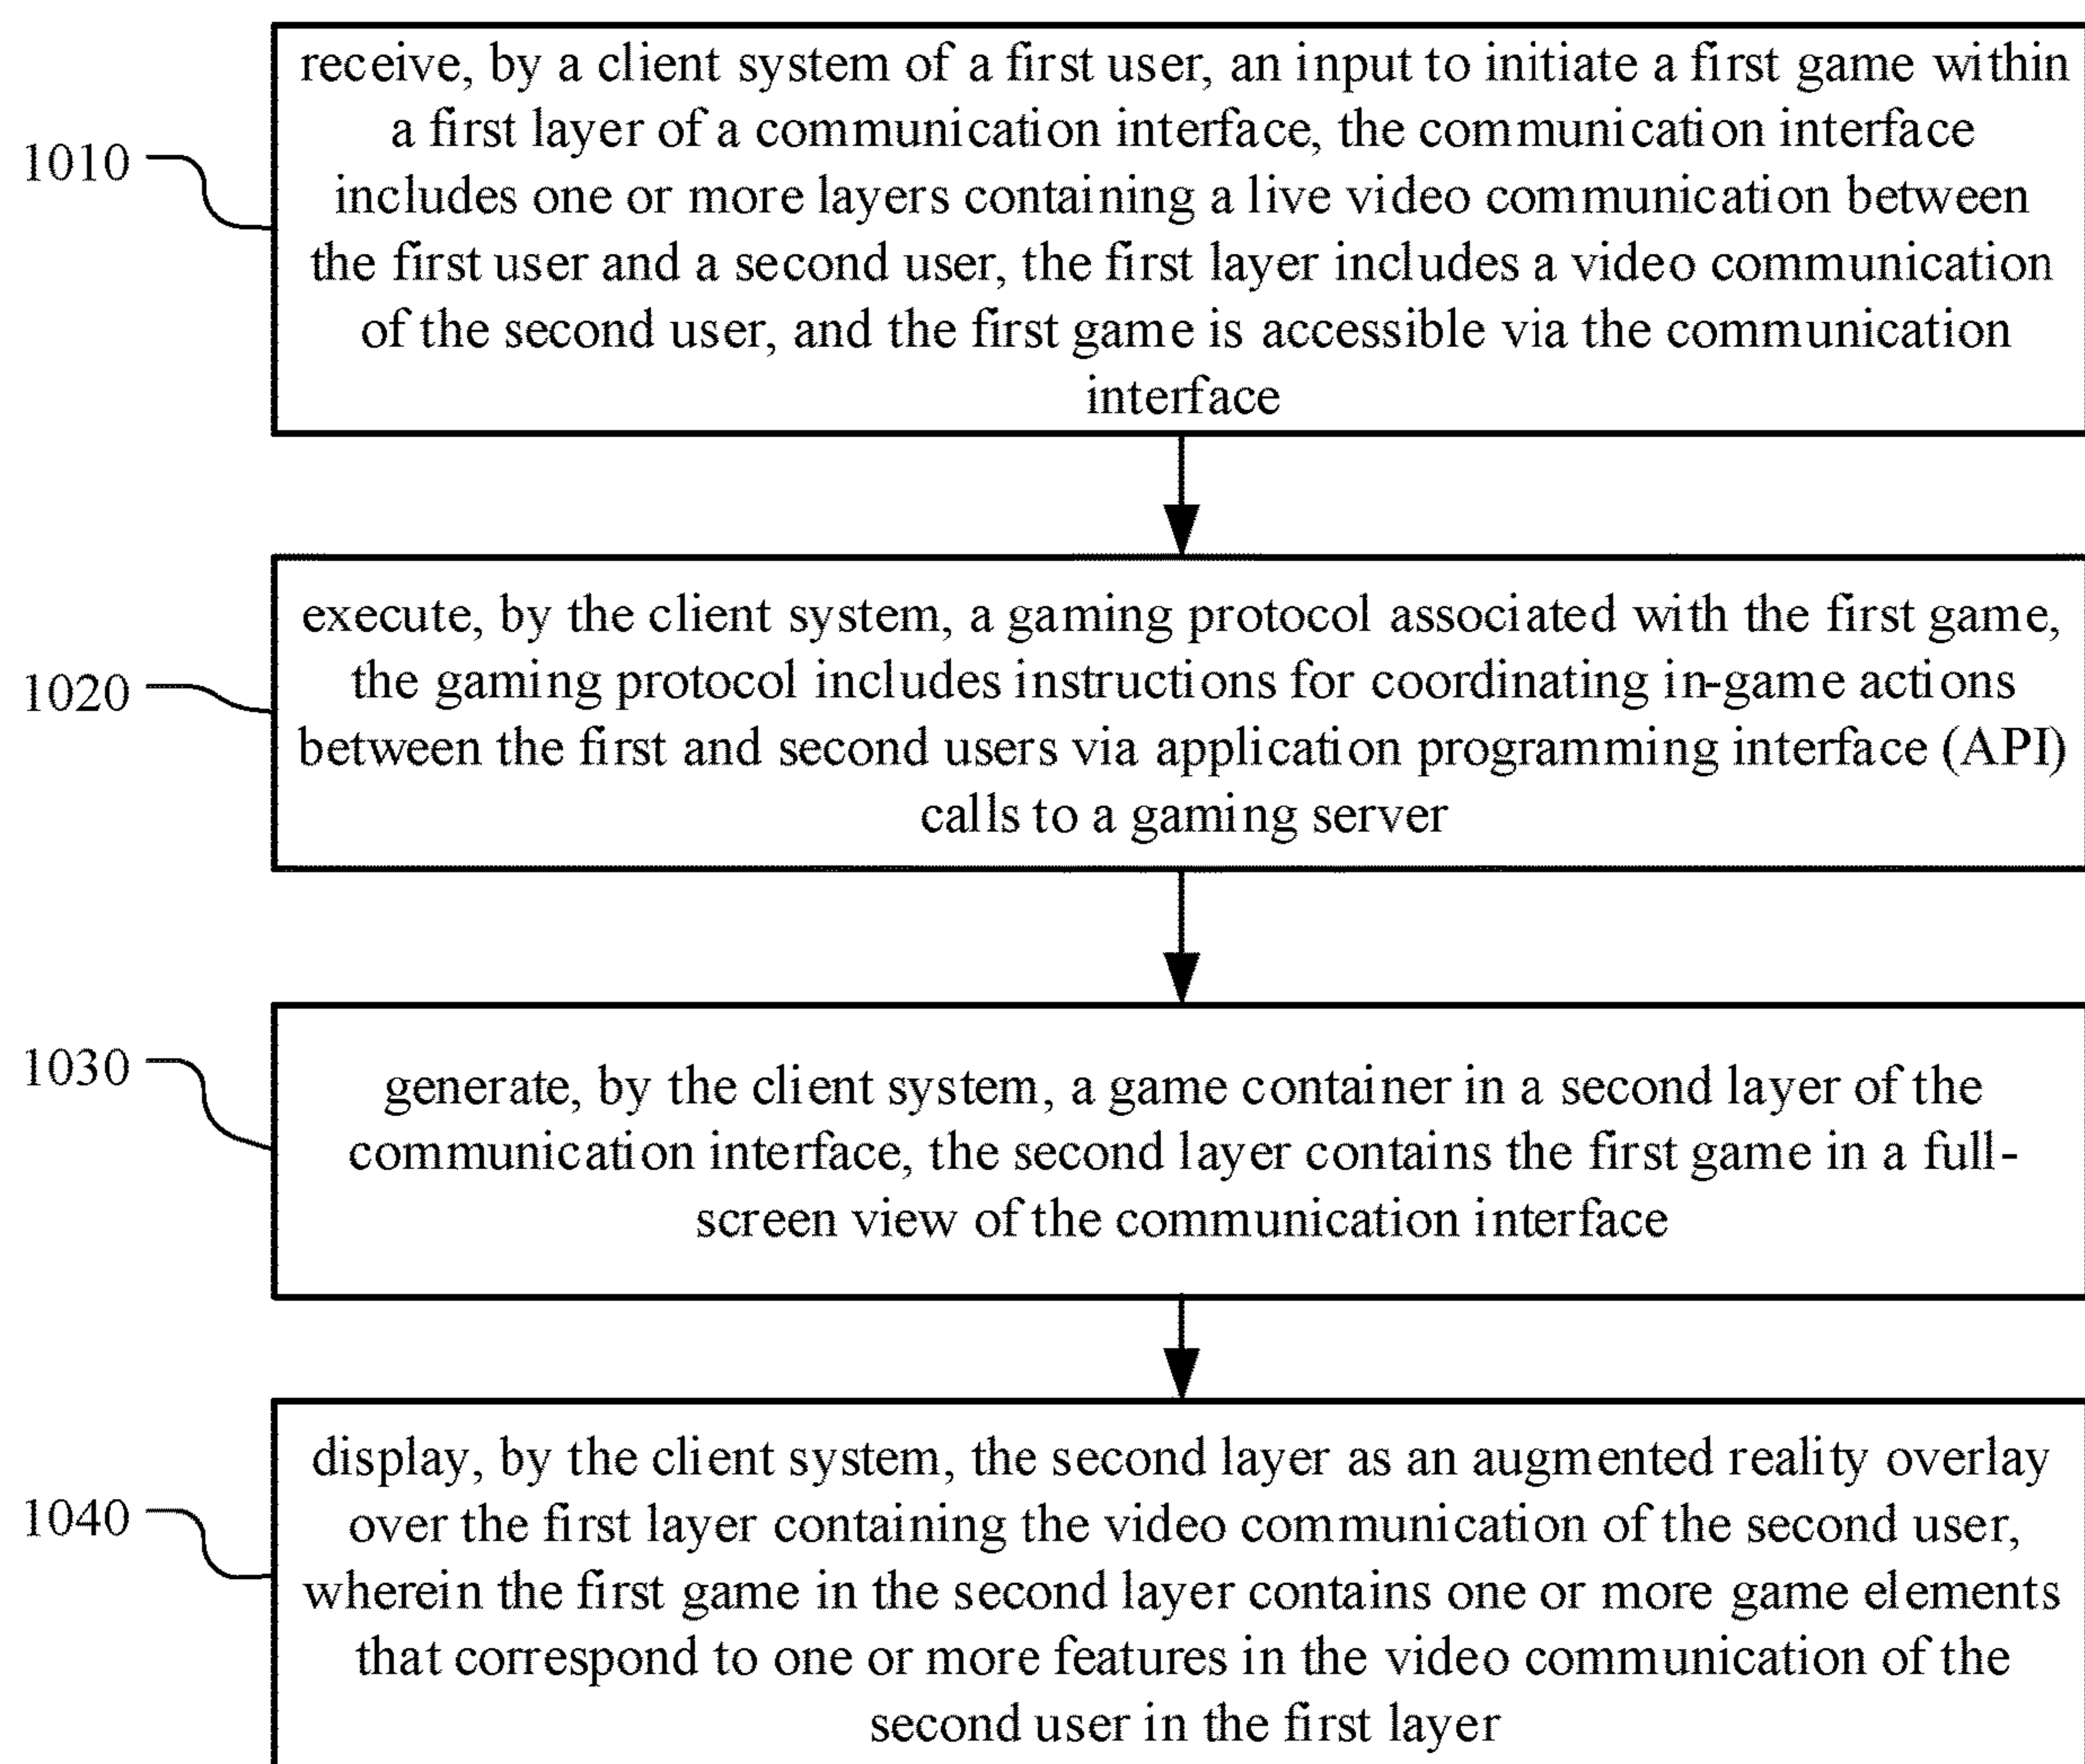 receive, by a client system of a first user, an input to initiate a first game within
a first layer of a communication interface, the communication interface
1010
includes one or more layers containing a live video communication between
the first user and a second user, the first layer includes a video communication
of the second user, and the first game is accessible via the communication
interface
execute, by the client system, a gaming protocol associated with the first game,
1020
the gaming protocol includes instructions for coordinating in-game actions
between the first and second users via application programming interface (API)
calls to a gaming server
1030
generate, by the client system, a game container in a second layer of the
communication interface, the second layer contains the first game in a full-
screen view of the communication interface
display, by the client system, the second layer as an augmented reality overlay
1040
over the first layer containing the video communication of the second user,
wherein the first game in the second layer contains one or more game elements
that correspond to one or more features in the video communication of the
second user in the first layer